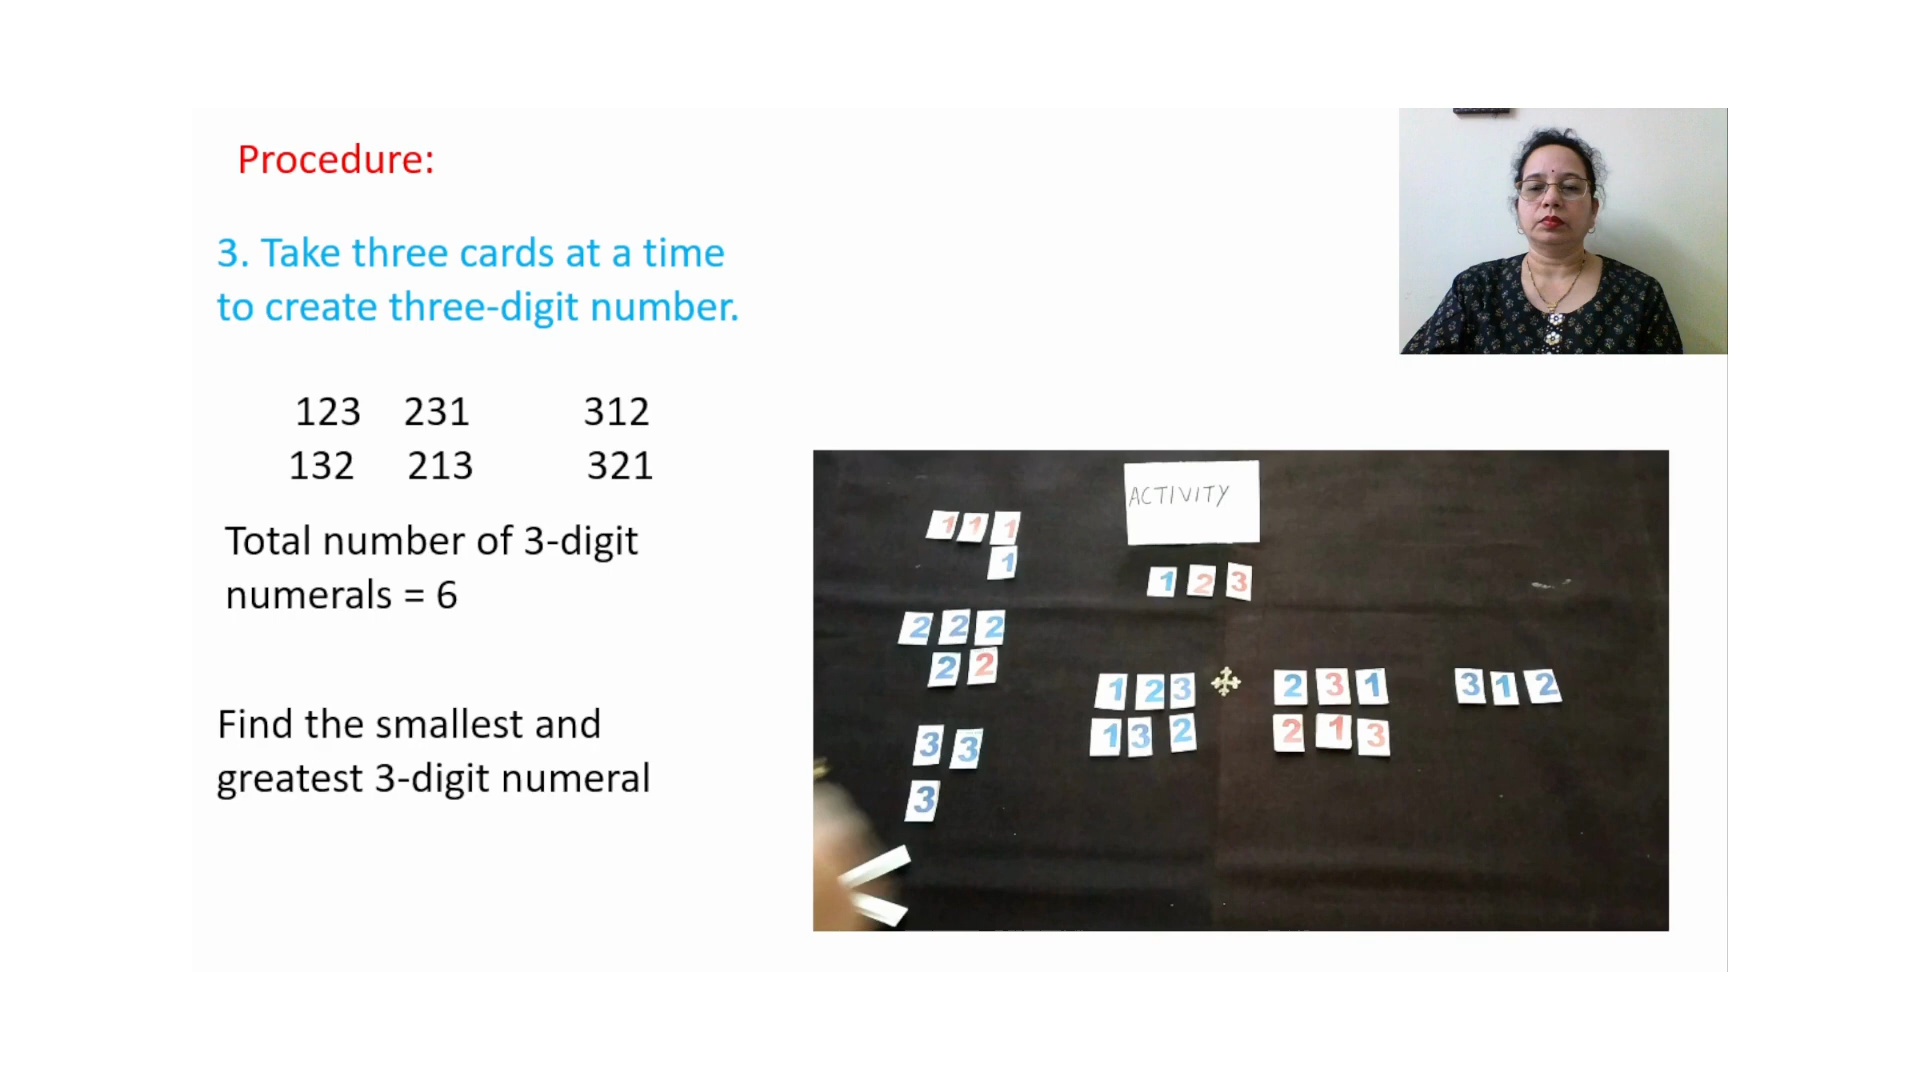 Procedure:
3. Take three cards at a time
to create three-digit number.
123 231 312
132 213 321
Total number of 3-digit
numerals = 6
Find the smallest and
greatest 3-digit numeral
ACTIVITY
1 1 1
1
1 2 3
2 2 2
2 2
1 2 3 2 3 1 3 1 2
1 3 2 2 1 3
3 3
3